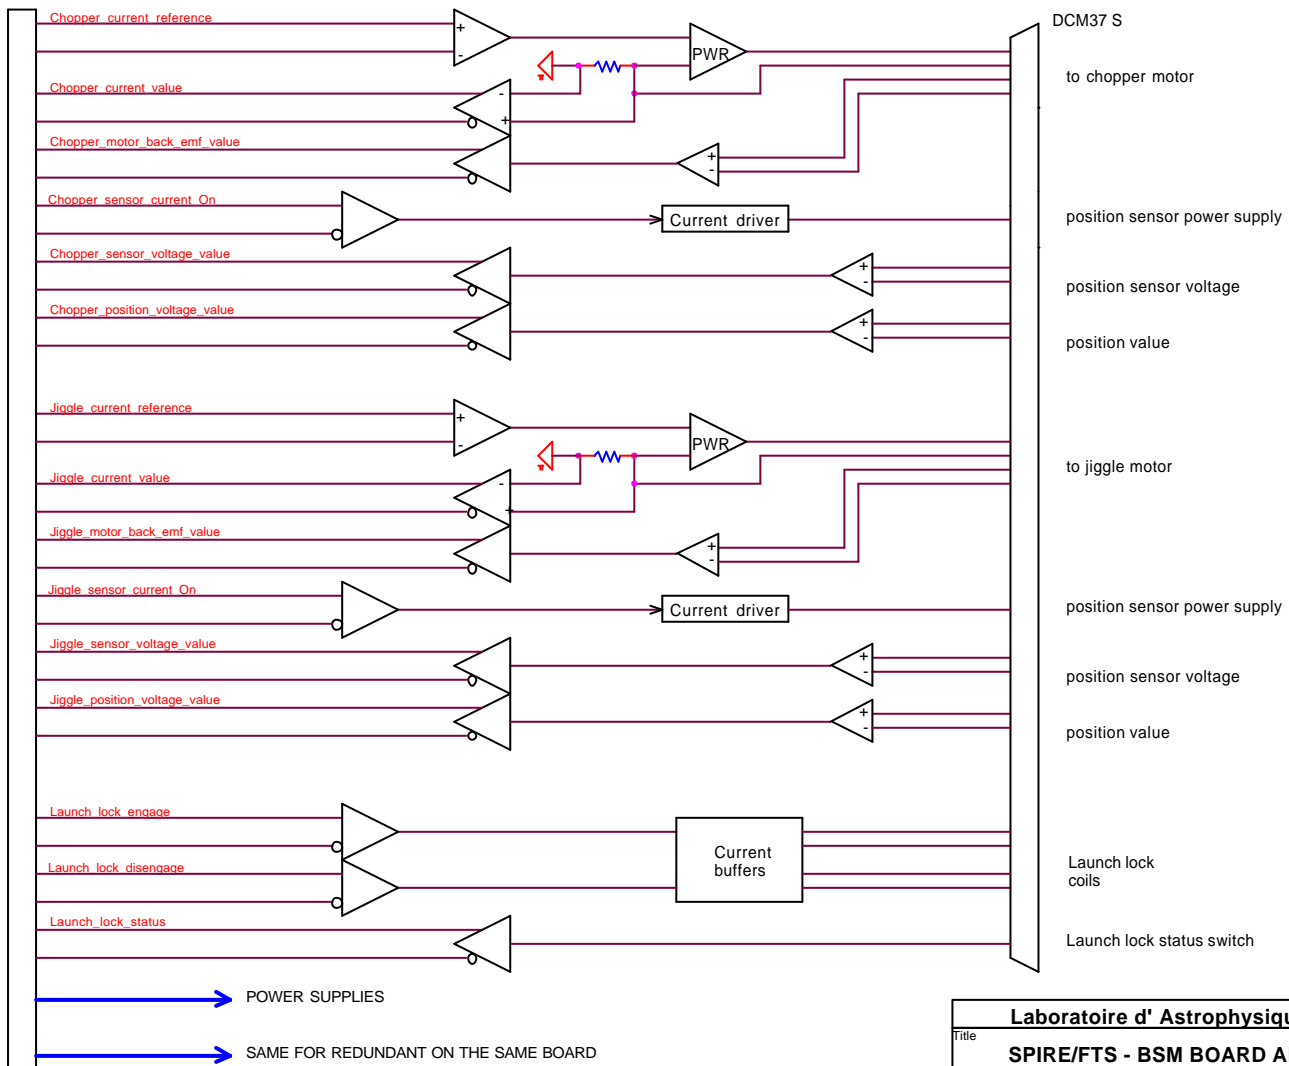 DCM37 S
Chopper_current_reference
+
-
PWR
to chopper motor
Chopper_current_value
-
+
Chopper_motor_back_emf_value
+
-
Chopper_sensor_current_On
Current driver
position sensor power supply
Chopper_sensor_voltage_value
+
-
position sensor voltage
Chopper_position_voltage_value
+
-
position value
Jiggle_current_reference
+
-
PWR
to jiggle motor
Jiggle_current_value
-
+
Jiggle_motor_back_emf_value
+
-
Jiggle_sensor_current_On
Current driver
position sensor power supply
Jiggle_sensor_voltage_value
+
-
position sensor voltage
Jiggle_position_voltage_value
+
-
position value
Launch_lock_engage
Current
buffers
Launch_lock_disengage
Launch lock
coils
Launch_lock_status
Launch lock status switch
POWER SUPPLIES
SAME FOR REDUNDANT ON THE SAME BOARD
Laboratoire d' Astrophysiqu
Title
SPIRE/FTS - BSM BOARD A